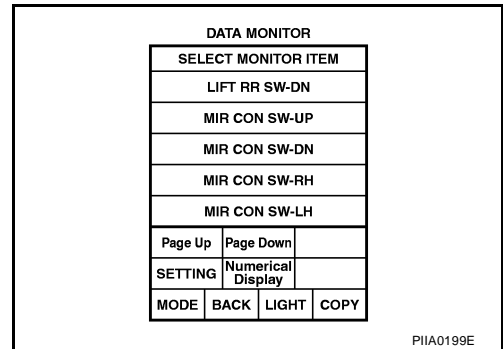 DATA MONITOR
SELECT MONITOR ITEM
LIFT RR SW-DN
MIR CON SW-UP
MIR CON SW-DN
MIR CON SW-RH
MIR CON SW-LH
Page Up Page Down
SETTING Numerical Display
MODE BACK LIGHT COPY
PIIA0199E